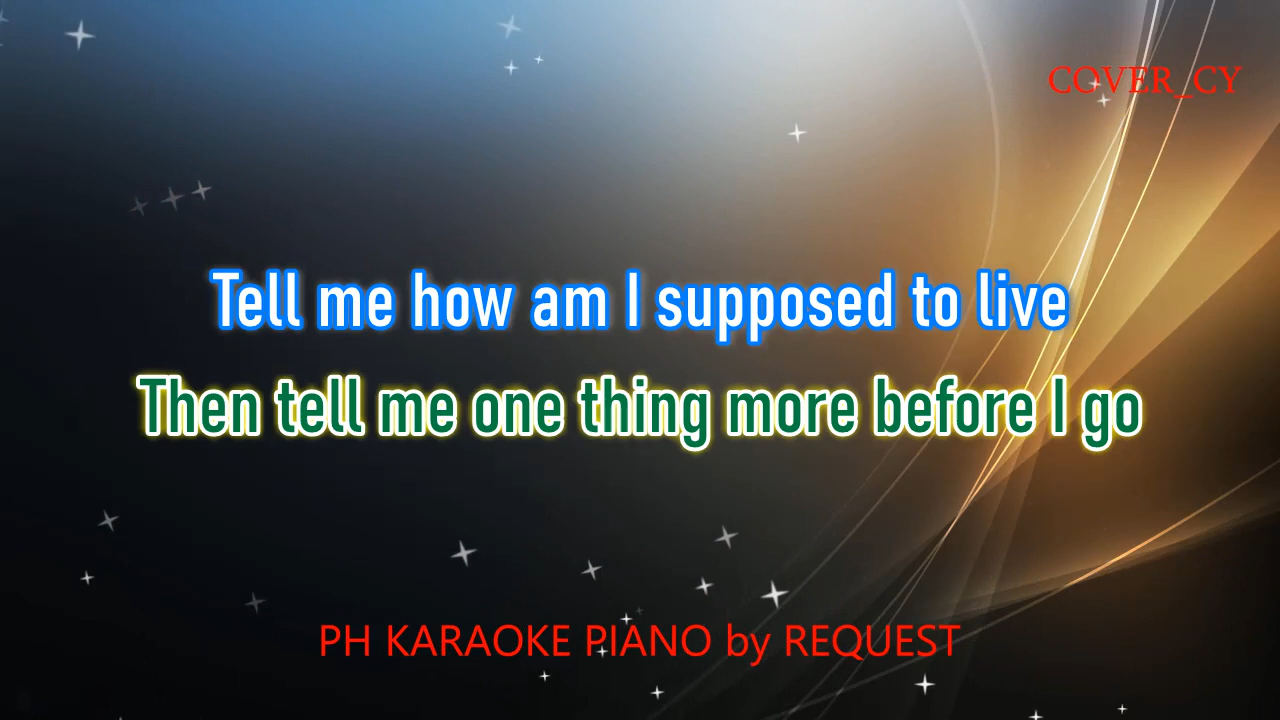 COVER_CY
Tell me how am I supposed to live
Then tell me one thing more before I go
PH KARAOKE PIANO by REQUEST